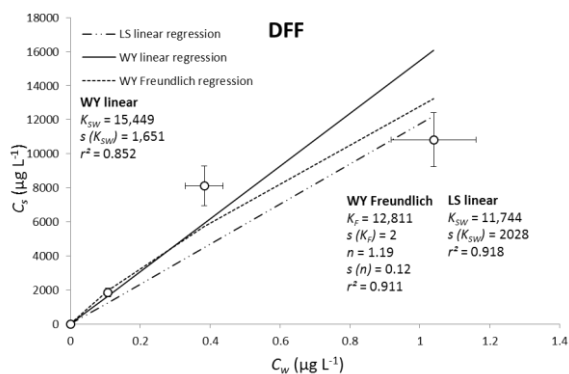 DFF
LS linear regression
WY linear regression
WY Freundlich regression
WY linear
K_SW = 15,449
s (K_SW) = 1,651
r² = 0.852
WY Freundlich
K_F = 12,811
s (K_F) = 2
n = 1.19
s (n) = 0.12
r² = 0.911
LS linear
K_SW = 11,744
s (K_SW) = 2028
r² = 0.918
C_s (µg L⁻¹)
18000
16000
14000
12000
10000
8000
6000
4000
2000
0
0 0.2 0.4 0.6 0.8 1 1.2 1.4
C_w (µg L⁻¹)